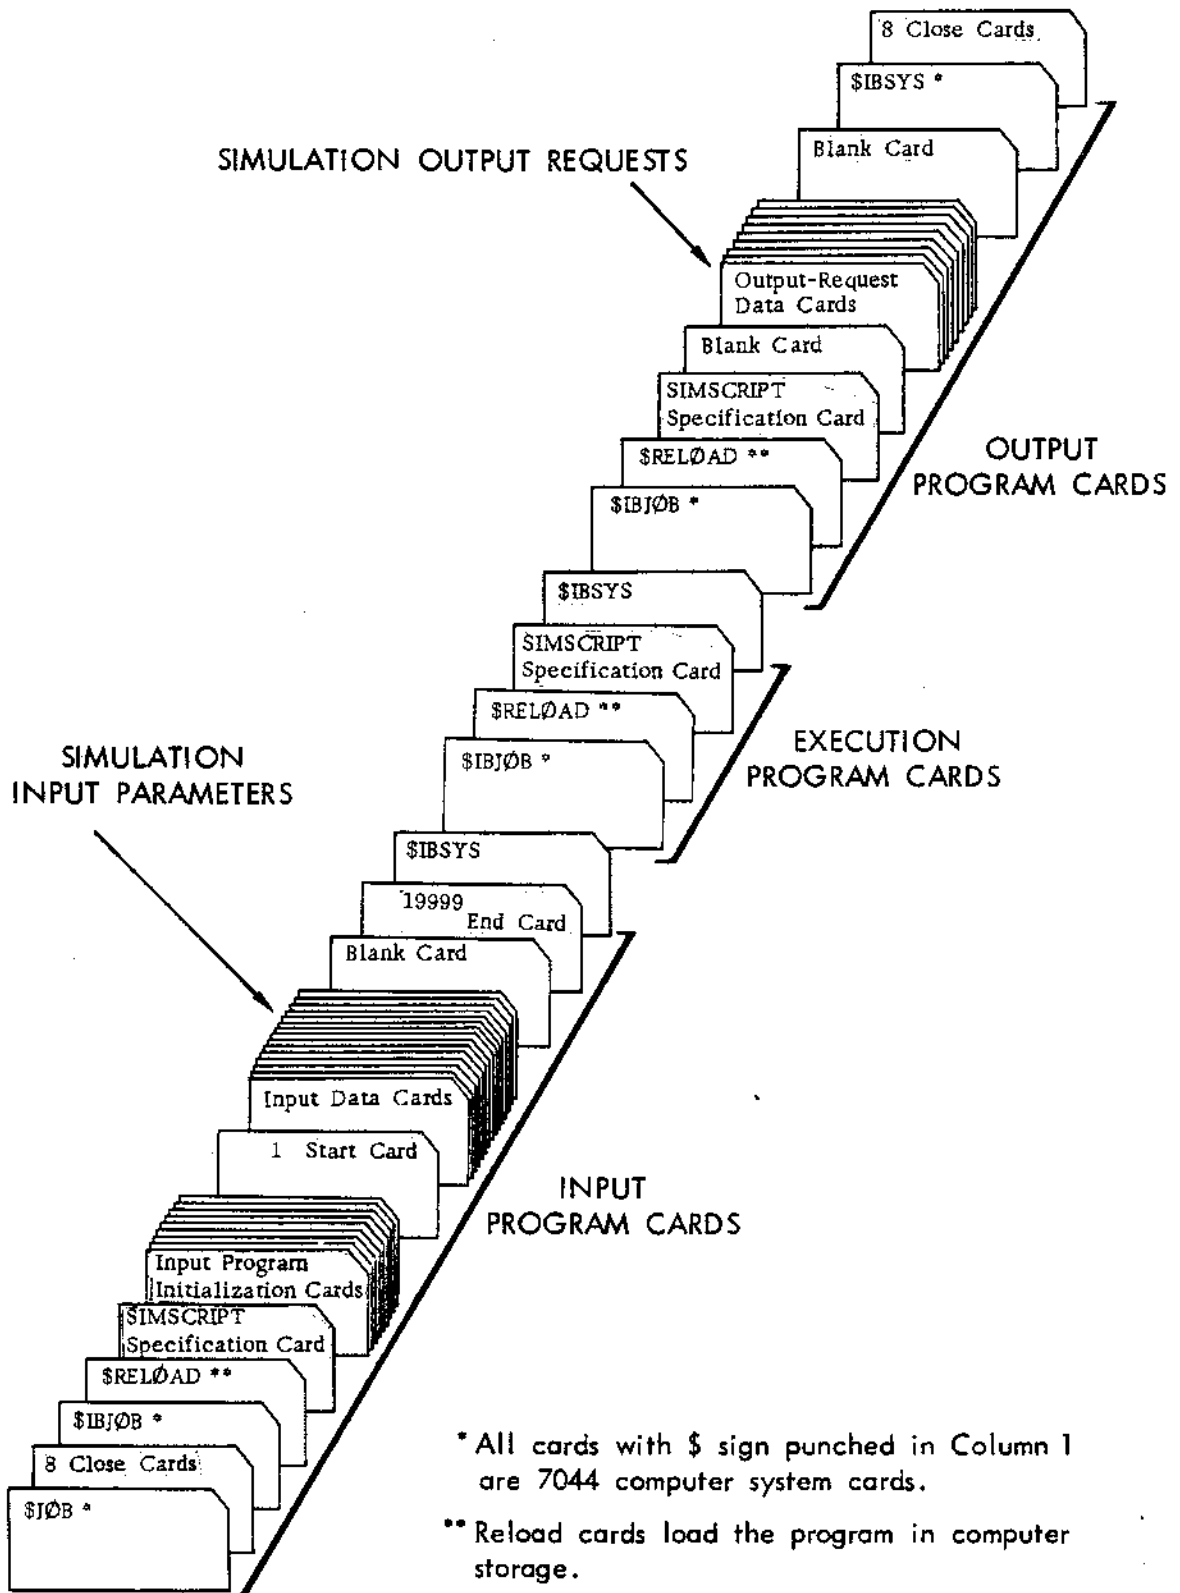 8 Close Cards
$IBSYS *
Blank Card
SIMULATION OUTPUT REQUESTS
Output-Request
Data Cards
Blank Card
SIMSCRIPT
Specification Card
$RELØAD **
OUTPUT
PROGRAM CARDS
$IBJØB *
$IBSYS
SIMSCRIPT
Specification Card
$RELØAD **
EXECUTION
PROGRAM CARDS
$IBJØB *
SIMULATION
INPUT PARAMETERS
$IBSYS
19999
End Card
Blank Card
Input Data Cards
1 Start Card
INPUT
PROGRAM CARDS
Input Program
Initialization Cards
SIMSCRIPT
Specification Card
$RELØAD **
$IBJØB *
8 Close Cards
$JØB *
* All cards with $ sign punched in Column 1
are 7044 computer system cards.
** Reload cards load the program in computer
storage.